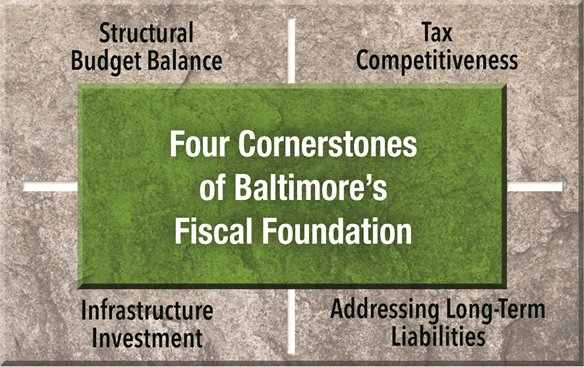 Structural
Budget Balance
Tax
Competitiveness
Four Cornerstones
of Baltimore’s
Fiscal Foundation
Infrastructure
Investment
Addressing Long-Term
Liabilities